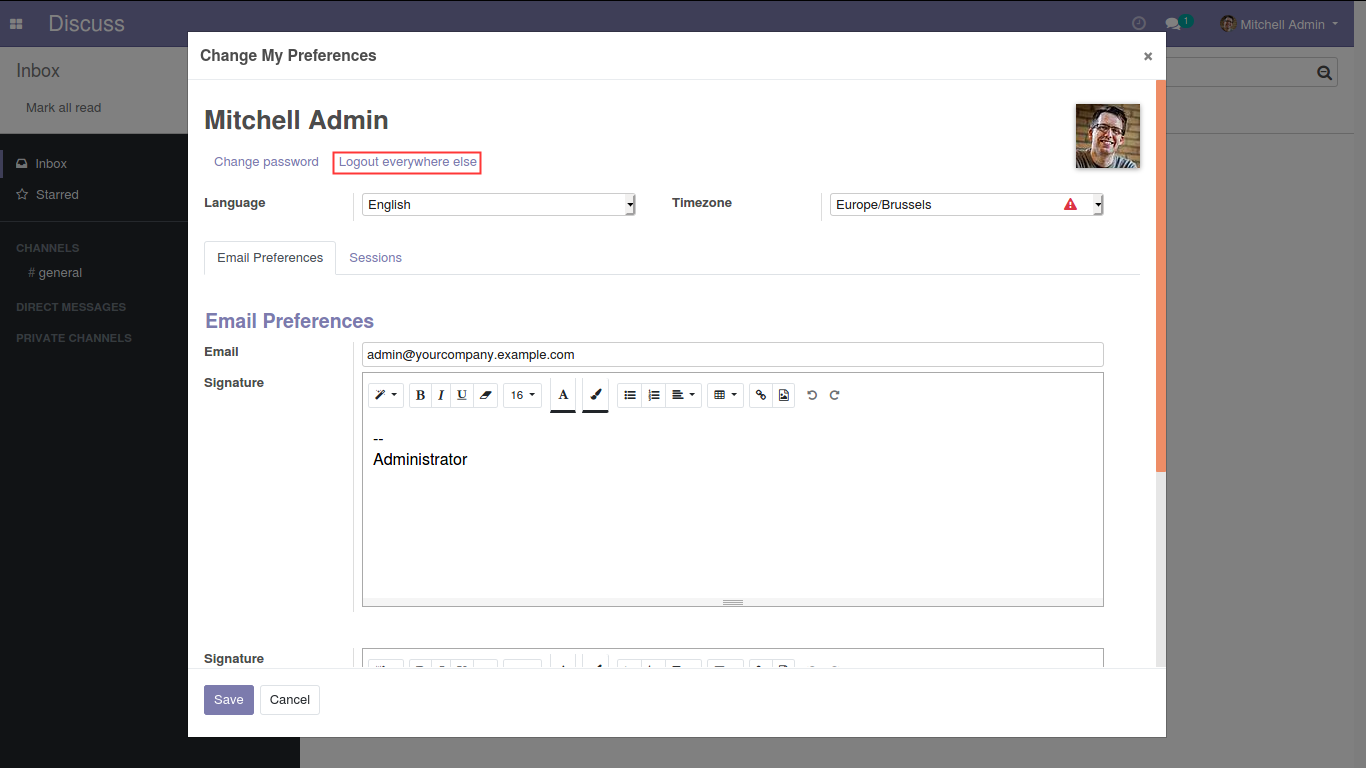 Discuss
1
Mitchell Admin
Inbox
Mark all read
Inbox
Starred
CHANNELS
# general
DIRECT MESSAGES
PRIVATE CHANNELS
Change My Preferences
×
Mitchell Admin
Change password
Logout everywhere else
Language
English
Timezone
Europe/Brussels
Email Preferences
Sessions
Email Preferences
Email
admin@yourcompany.example.com
Signature
B I U 16 A
--
Administrator
Signature
Save
Cancel